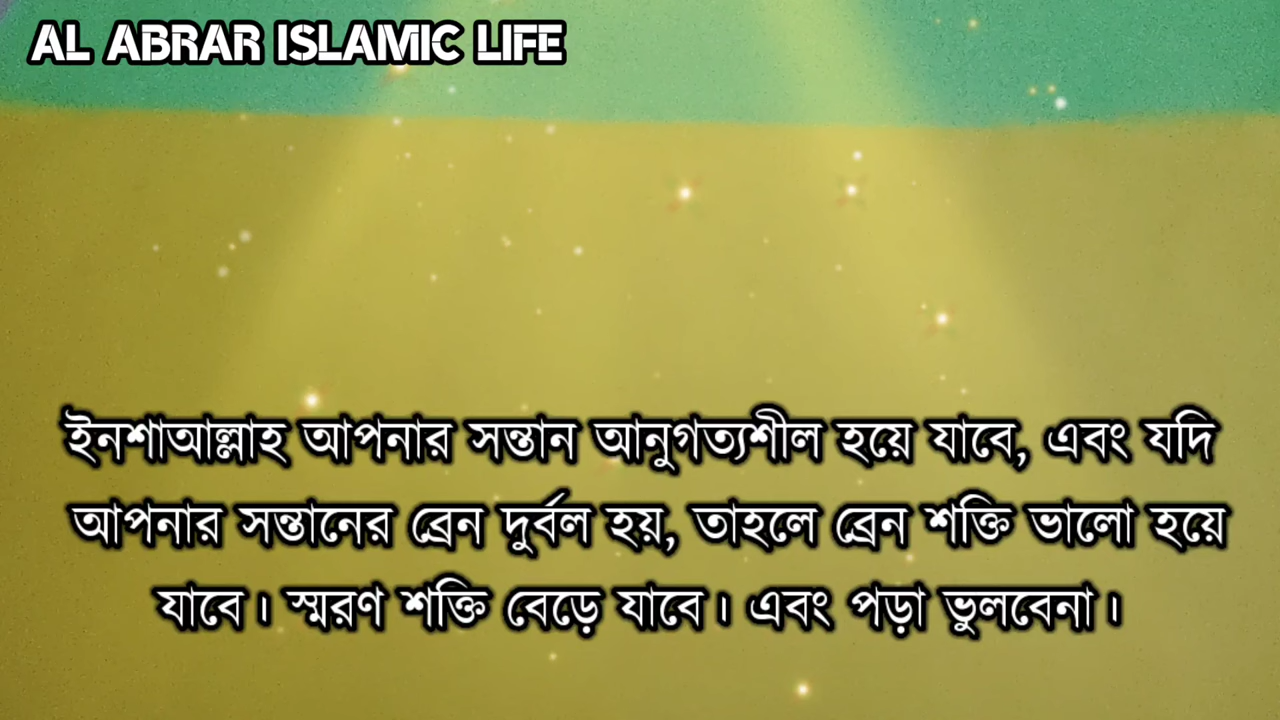 AL ABRAR ISLAMIC LIFE
ইনশাআল্লাহ আপনার সন্তান আনুগত্যশীল হয়ে যাবে, এবং যদি
আপনার সন্তানের ব্রেন দুর্বল হয়, তাহলে ব্রেন শক্তি ভালো হয়ে
যাবে। স্মরণ শক্তি বেড়ে যাবে। এবং পড়া ভুলবেনা।